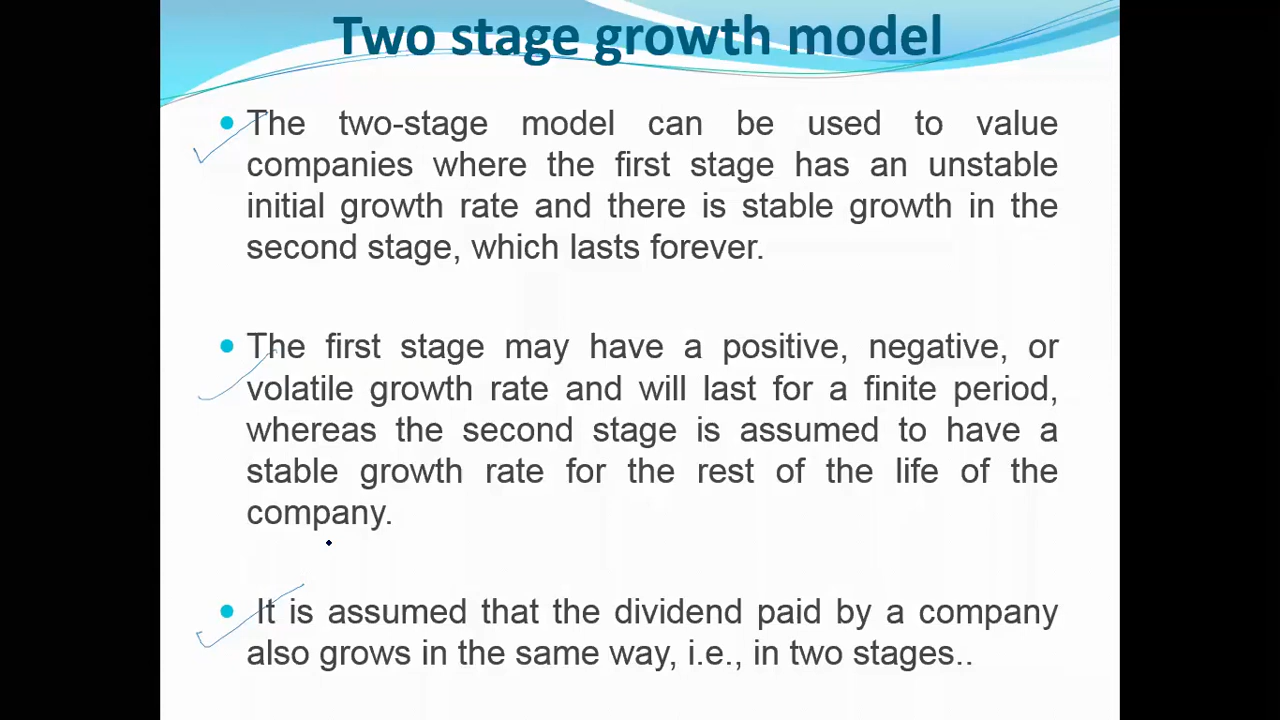 Two stage growth model
The two-stage model can be used to value
companies where the first stage has an unstable
initial growth rate and there is stable growth in the
second stage, which lasts forever.
The first stage may have a positive, negative, or
volatile growth rate and will last for a finite period,
whereas the second stage is assumed to have a
stable growth rate for the rest of the life of the
company.
It is assumed that the dividend paid by a company
also grows in the same way, i.e., in two stages..